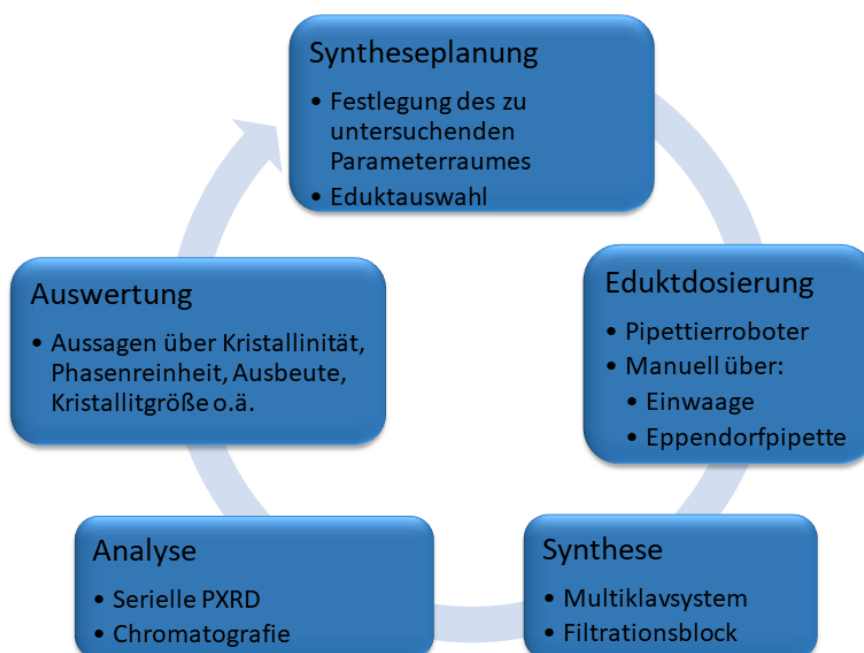 Syntheseplanung
• Festlegung des zu
untersuchenden
Parameterraumes
• Eduktauswahl
Eduktdosierung
• Pipettierroboter
• Manuell über:
• Einwaage
• Eppendorfpipette
Synthese
• Multiklavsystem
• Filtrationsblock
Analyse
• Serielle PXRD
• Chromatografie
Auswertung
• Aussagen über Kristallinität,
Phasenreinheit, Ausbeute,
Kristallitgröße o.ä.